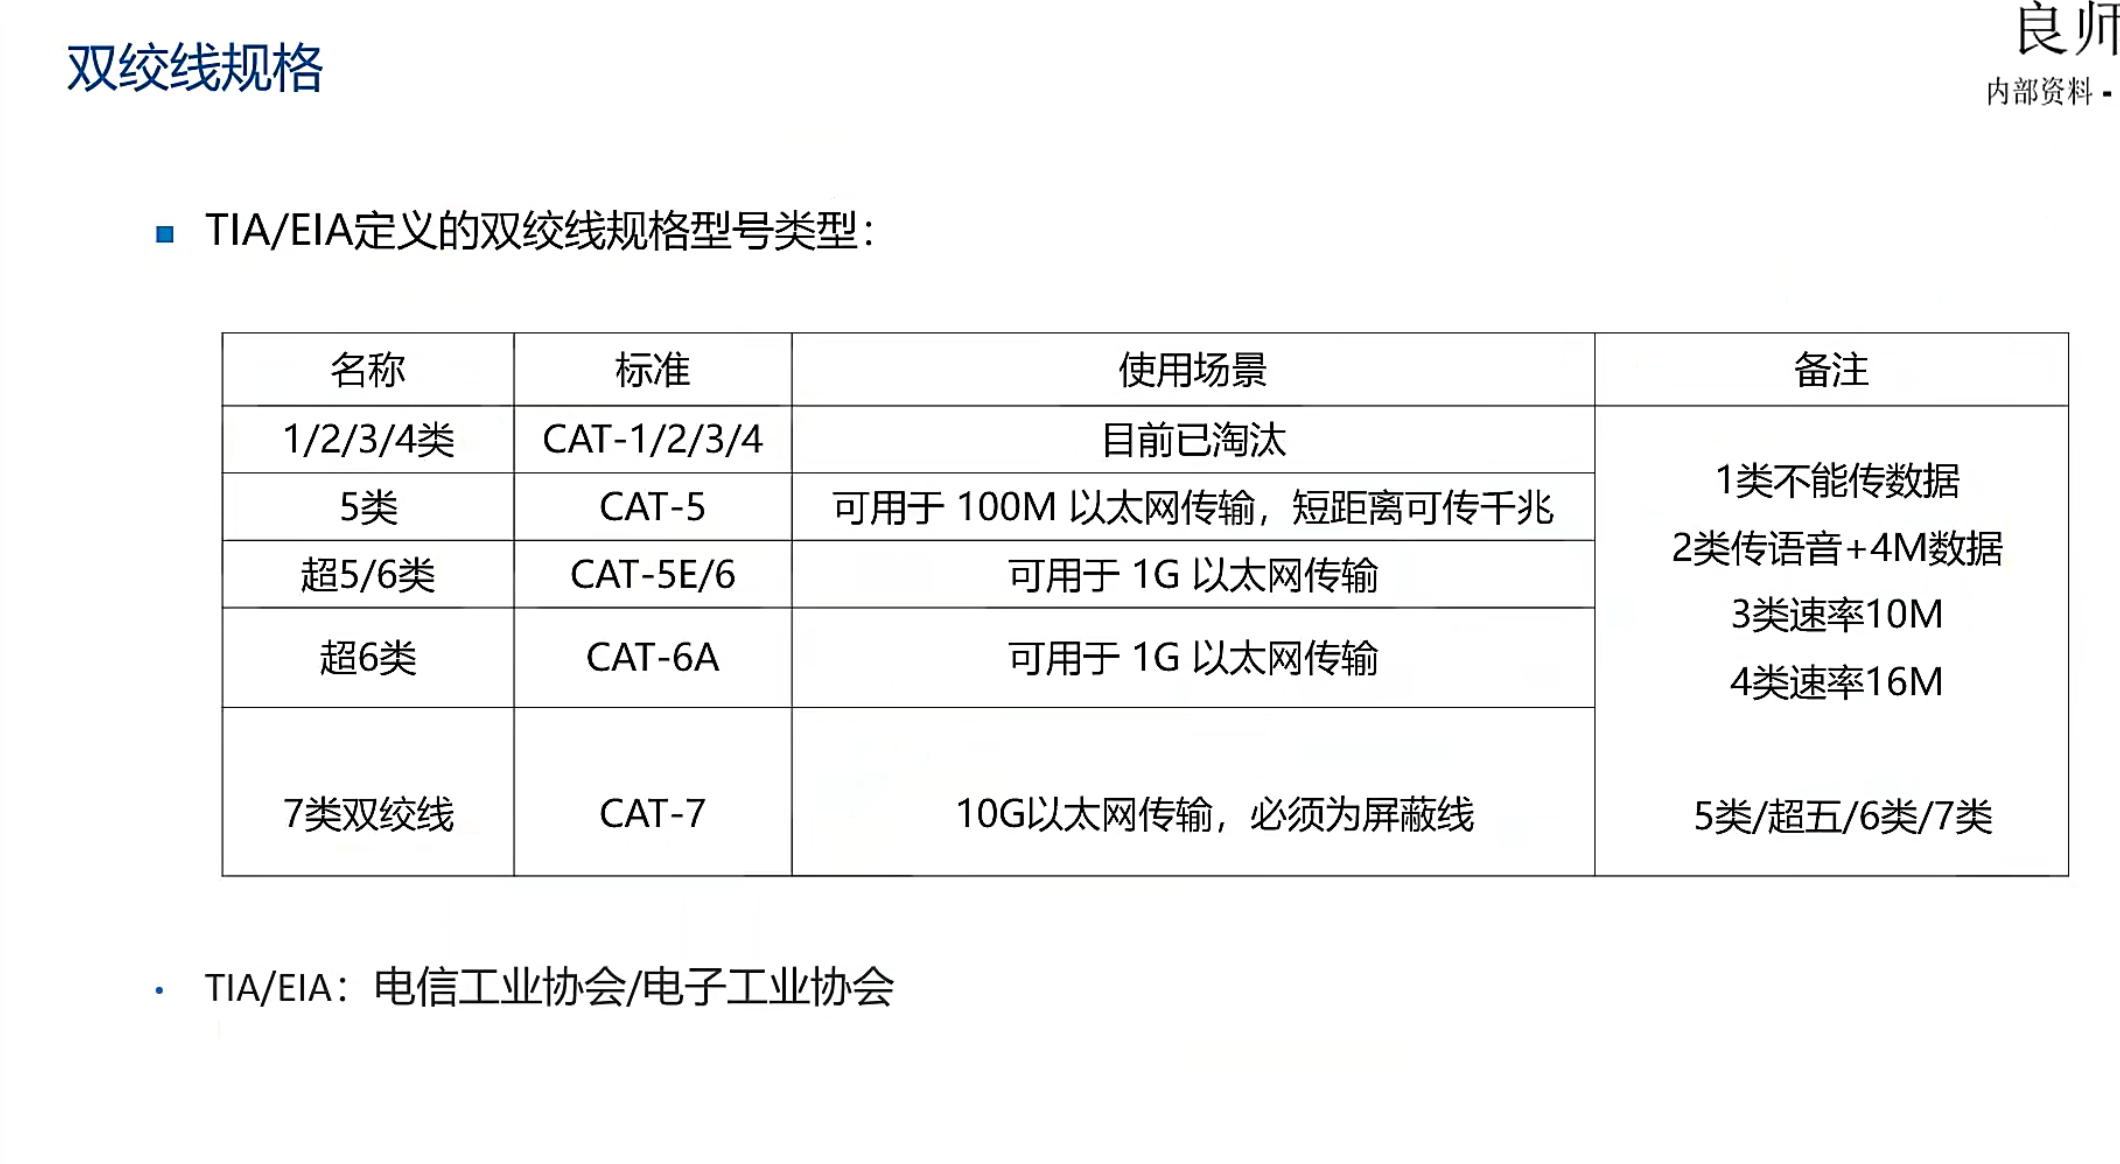 双绞线规格
良师
内部资料 -
TIA/EIA定义的双绞线规格型号类型：
名称 标准 使用场景 备注
1/2/3/4类 CAT-1/2/3/4 目前已淘汰
5类 CAT-5 可用于 100M 以太网传输，短距离可传千兆
超5/6类 CAT-5E/6 可用于 1G 以太网传输
超6类 CAT-6A 可用于 1G 以太网传输
7类双绞线 CAT-7 10G以太网传输，必须为屏蔽线
1类不能传数据
2类传语音+4M数据
3类速率10M
4类速率16M
5类/超五/6类/7类
TIA/EIA：电信工业协会/电子工业协会